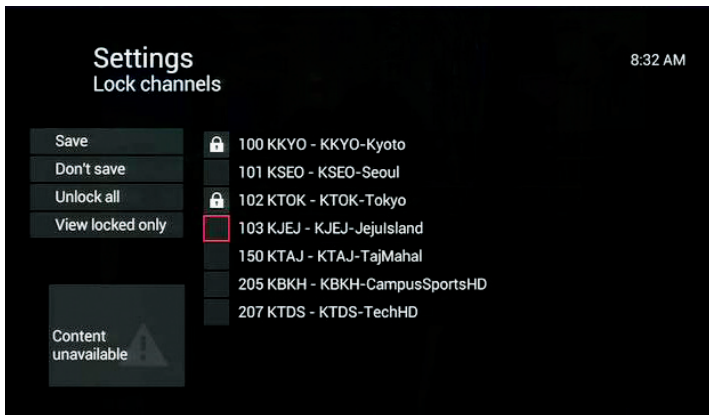 Settings
Lock channels
8:32 AM
Save
Don't save
Unlock all
View locked only
100 KKYO - KKYO-Kyoto
101 KSEO - KSEO-Seoul
102 KTOK - KTOK-Tokyo
103 KJEJ - KJEJ-JejuIsland
150 KTAJ - KTAJ-TajMahal
205 KBKH - KBKH-CampusSportsHD
207 KTDS - KTDS-TechHD
Content
unavailable